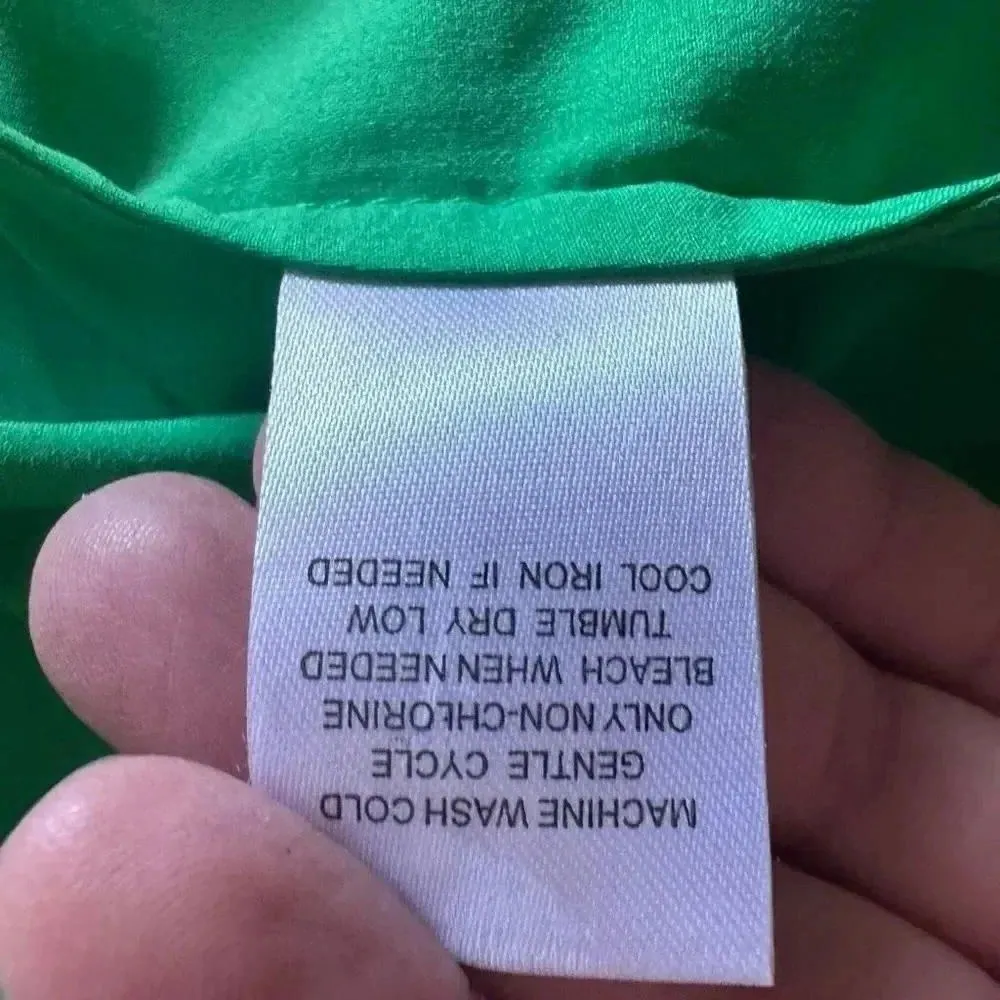 MACHINE WASH COLD
GENTLE CYCLE
ONLY NON-CHLORINE
BLEACH WHEN NEEDED
TUMBLE DRY LOW
COOL IRON IF NEEDED